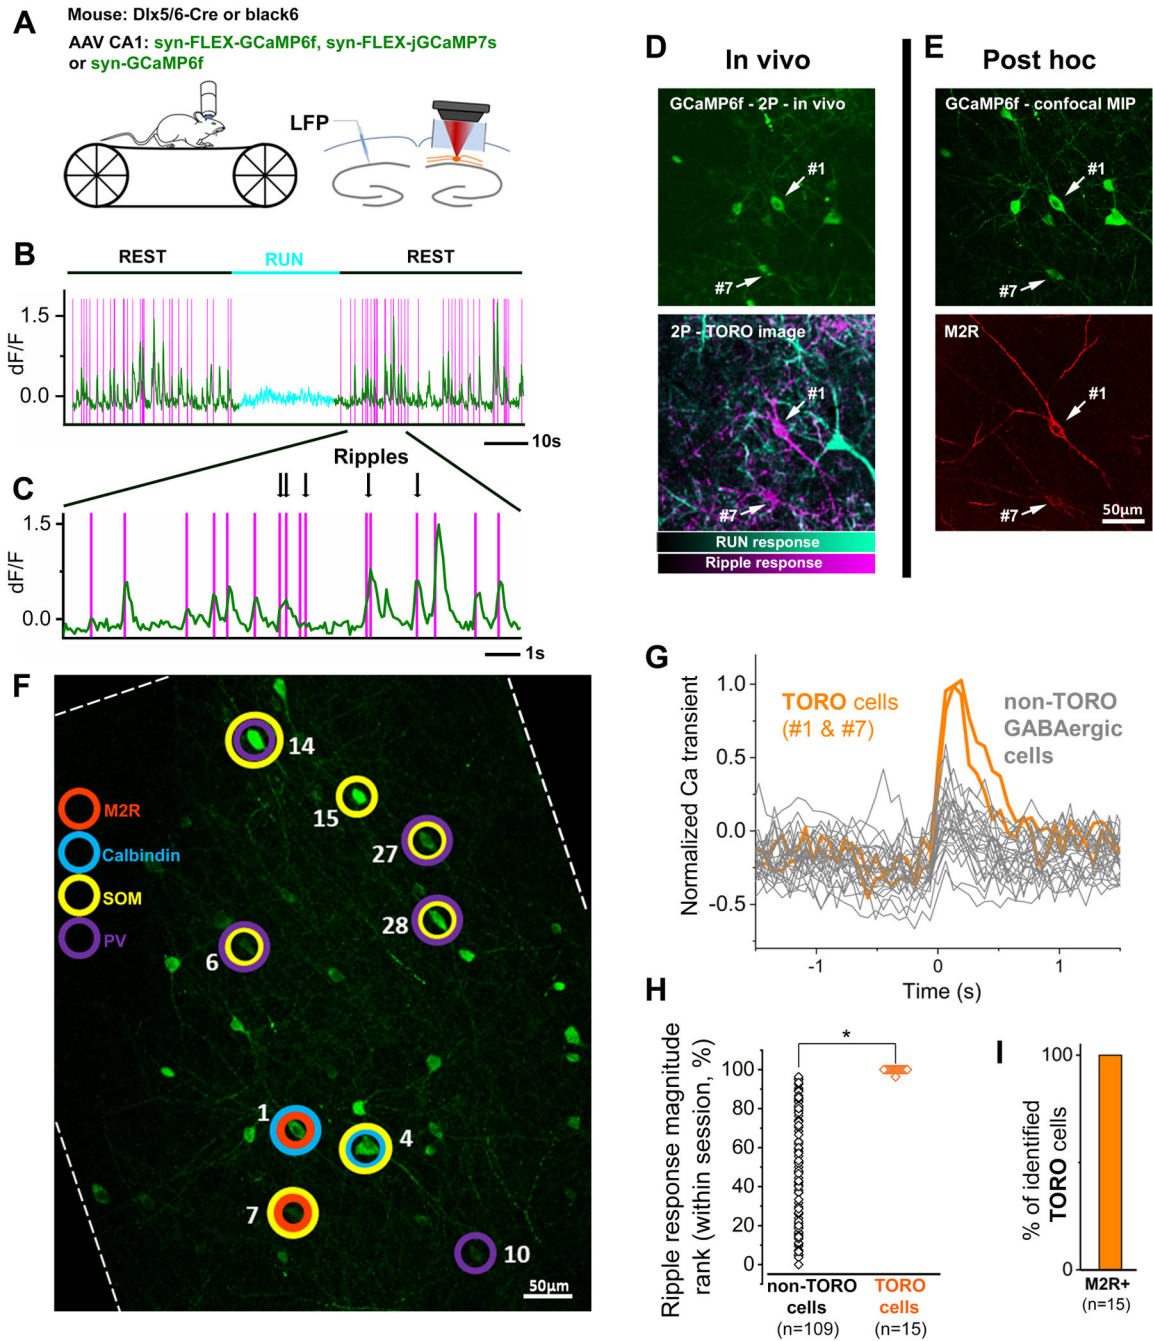 A
Mouse: Dlx5/6-Cre or black6
AAV CA1: syn-FLEX-GCaMP6f, syn-FLEX-jGCaMP7s
or syn-GCaMP6f
LFP
B
REST
RUN
REST
dF/F
1.5
0.0
10s
C
Ripples
dF/F
1.5
0.0
1s
D
In vivo
GCaMP6f - 2P - in vivo
#1
#7
2P - TORO image
#1
#7
RUN response
Ripple response
E
Post hoc
GCaMP6f - confocal MIP
#1
#7
M2R
#1
#7
50µm
F
M2R
Calbindin
SOM
PV
14
15
27
28
6
1
4
7
10
50µm
G
Normalized Ca transient
1.0
0.5
0.0
-0.5
TORO cells
(#1 & #7)
non-TORO
GABAergic
cells
-1
0
1
Time (s)
H
Ripple response magnitude
rank (within session, %)
100
80
60
40
20
0
*
non-TORO
cells
(n=109)
TORO
cells
(n=15)
I
% of identified
TORO cells
100
0
M2R+
(n=15)